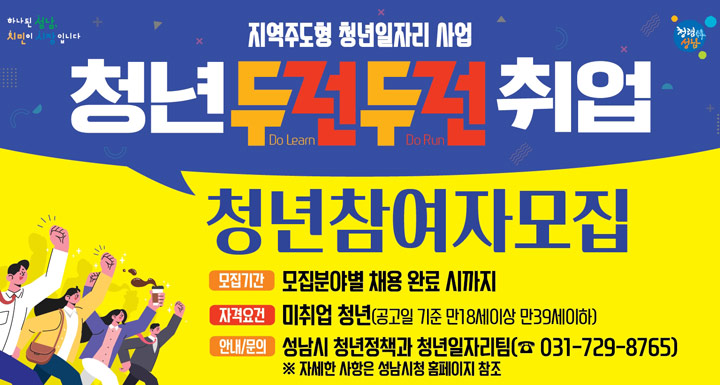 하나된 성남,
시민이 시장입니다
지역주도형 청년일자리 사업
청렴한
성남
청년두런두런취업
Do Learn Do Run
청년참여자모집
모집기간 모집분야별 채용 완료 시까지
자격요건 미취업 청년(공고일 기준 만18세이상 만39세이하)
안내/문의 성남시 청년정책과 청년일자리팀(☎ 031-729-8765)
※ 자세한 사항은 성남시청 홈페이지 참조